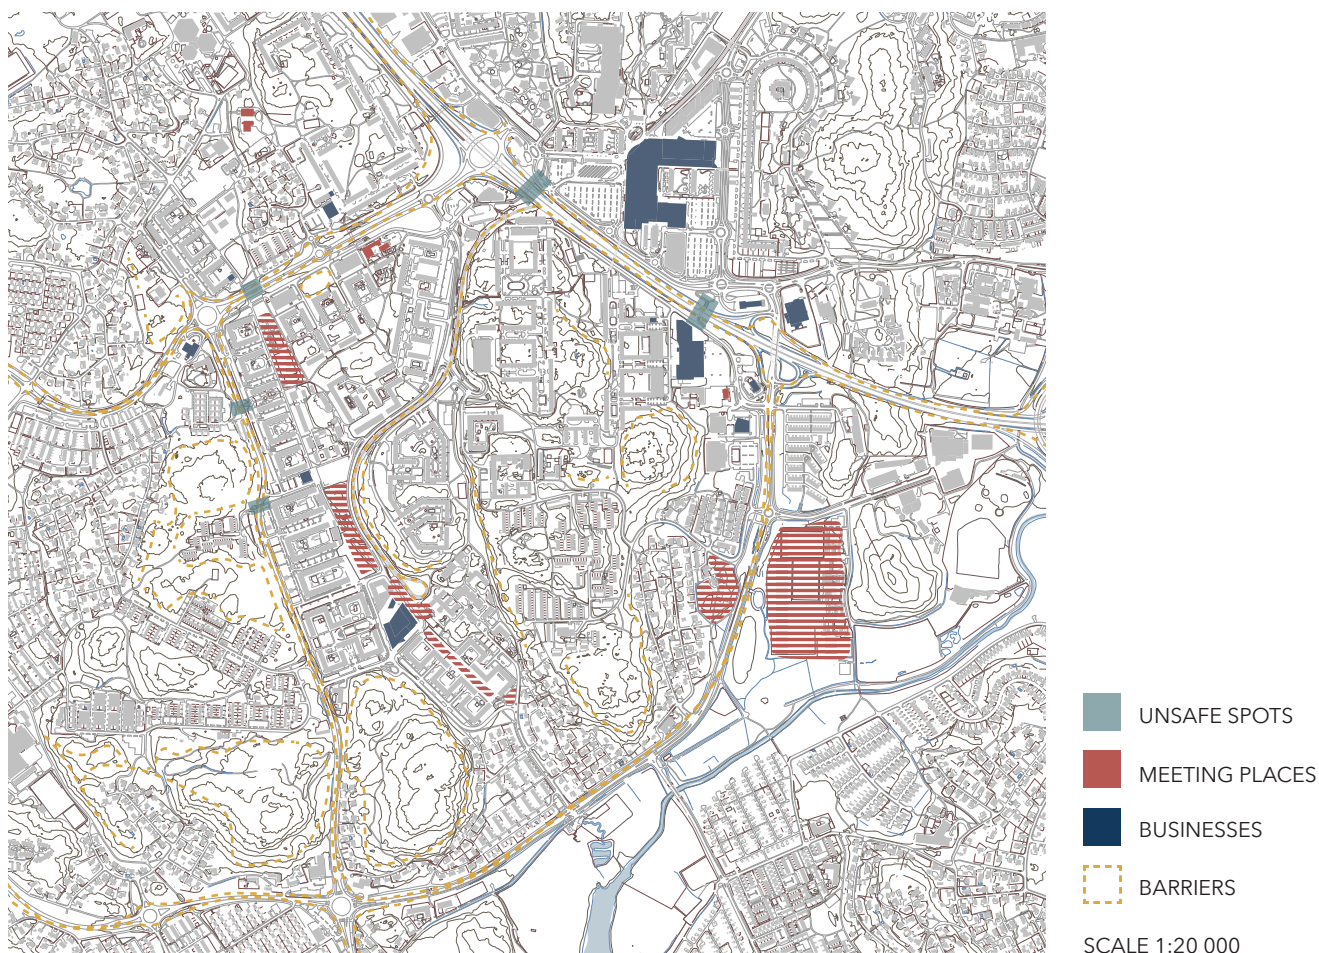 UNSAFE SPOTS
MEETING PLACES
BUSINESSES
BARRIERS
SCALE 1:20 000